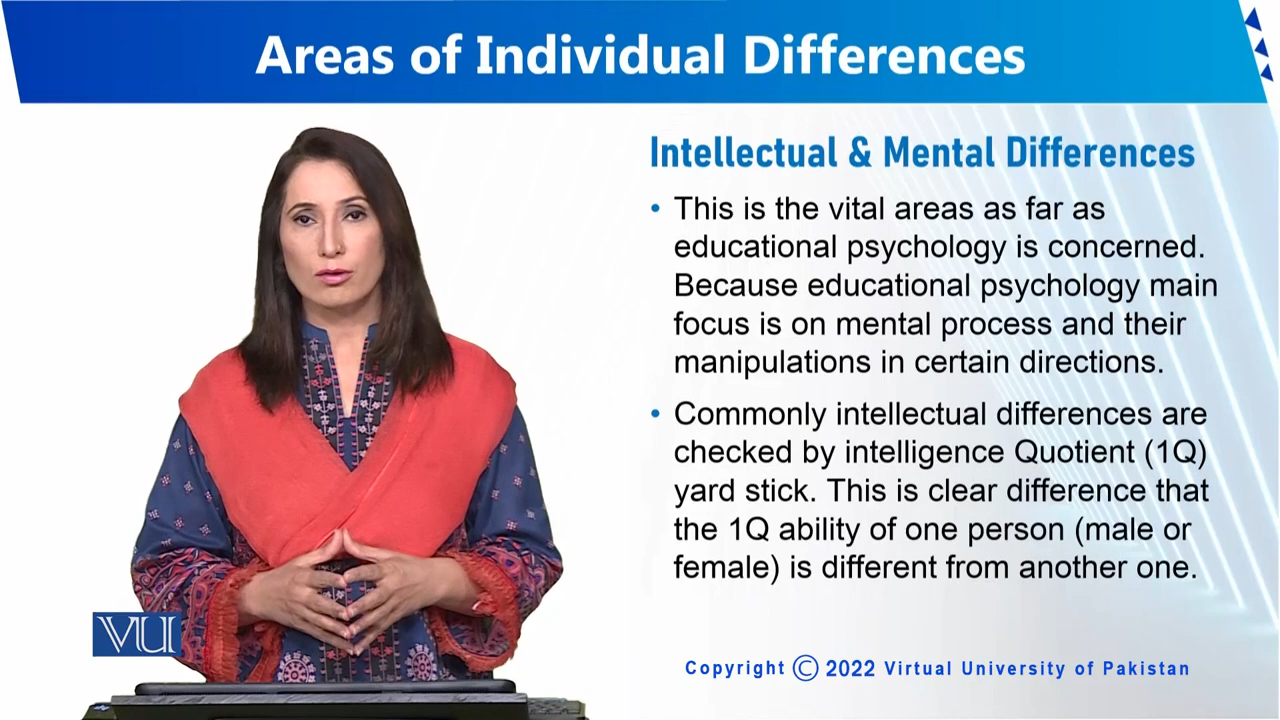 Areas of Individual Differences
Intellectual & Mental Differences
• This is the vital areas as far as
educational psychology is concerned.
Because educational psychology main
focus is on mental process and their
manipulations in certain directions.
• Commonly intellectual differences are
checked by intelligence Quotient (1Q)
yard stick. This is clear difference that
the 1Q ability of one person (male or
female) is different from another one.
VU
Copyright © 2022 Virtual University of Pakistan